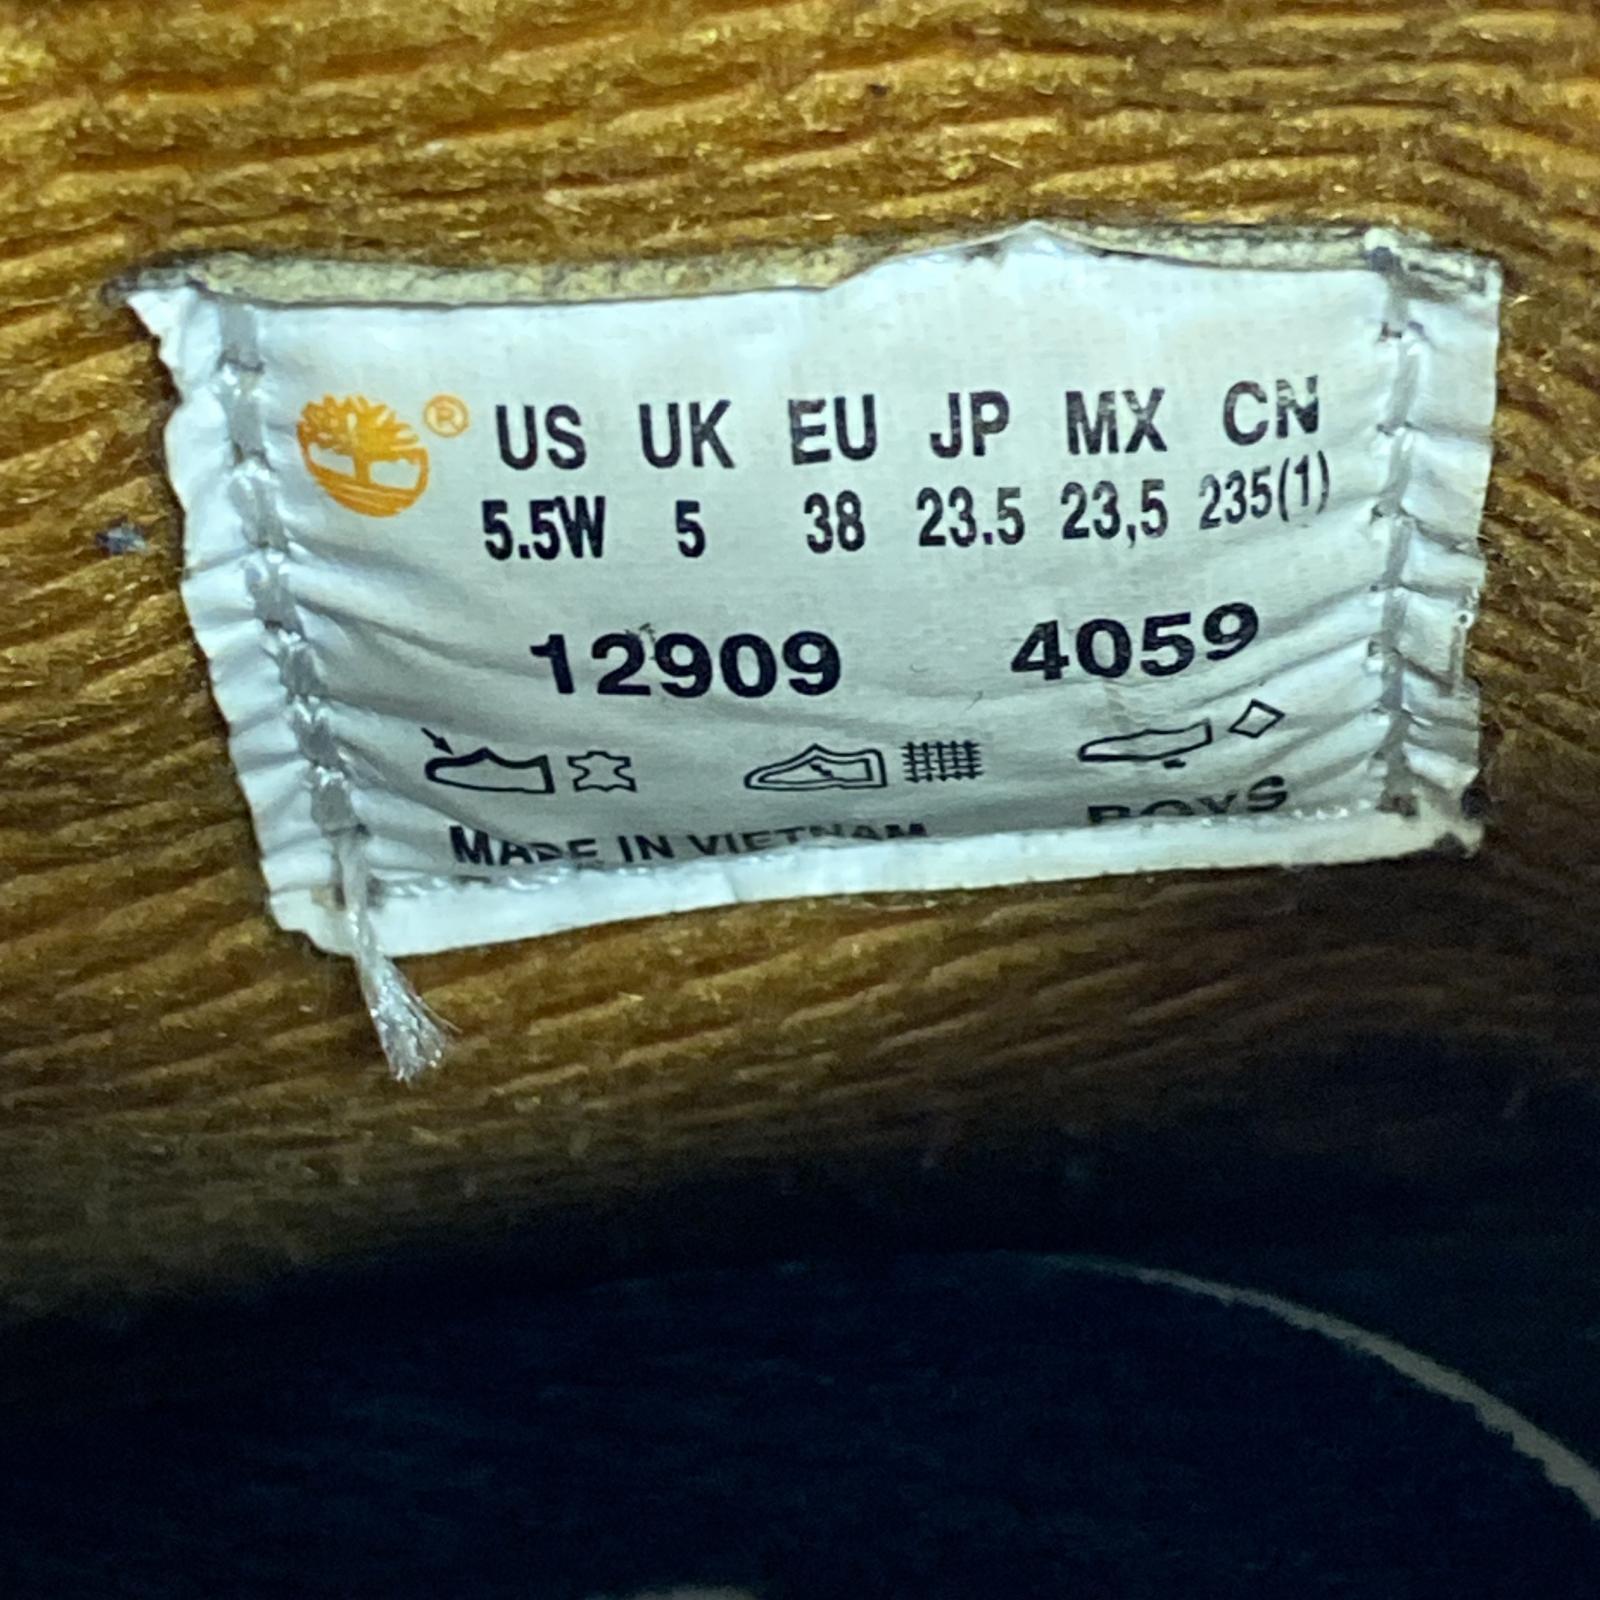 ® US UK EU JP MX CN
5.5W 5 38 23.5 23,5 235(1)
12909 4059
MADE IN VIETNAM BOYS